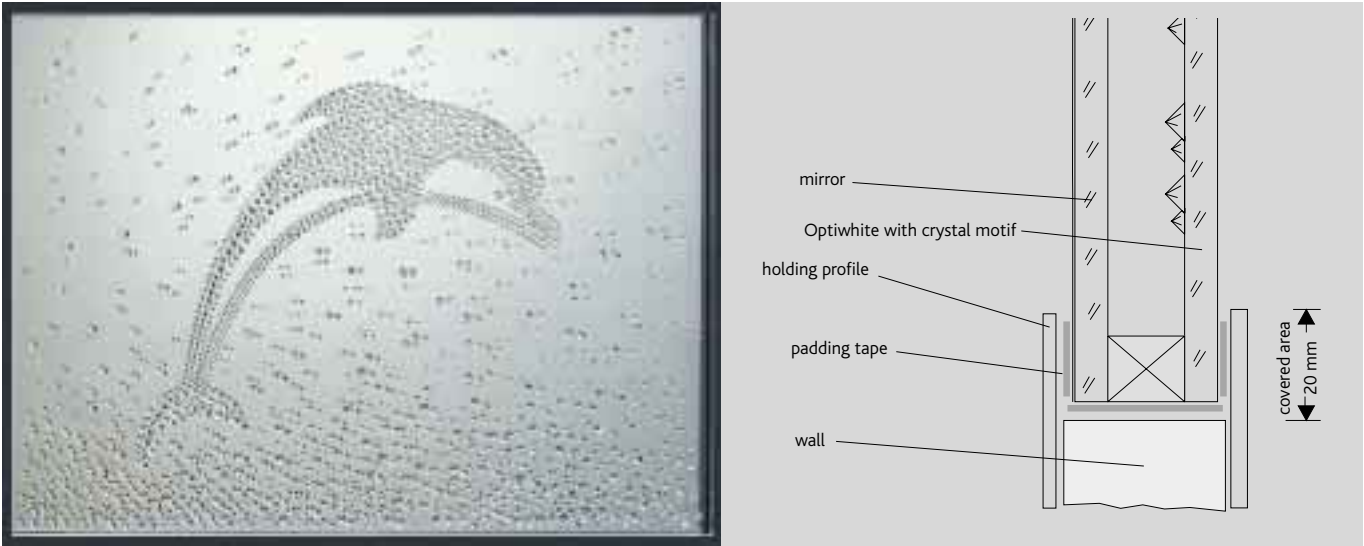 mirror
Optiwhite with crystal motif
holding profile
padding tape
wall
covered area
20 mm